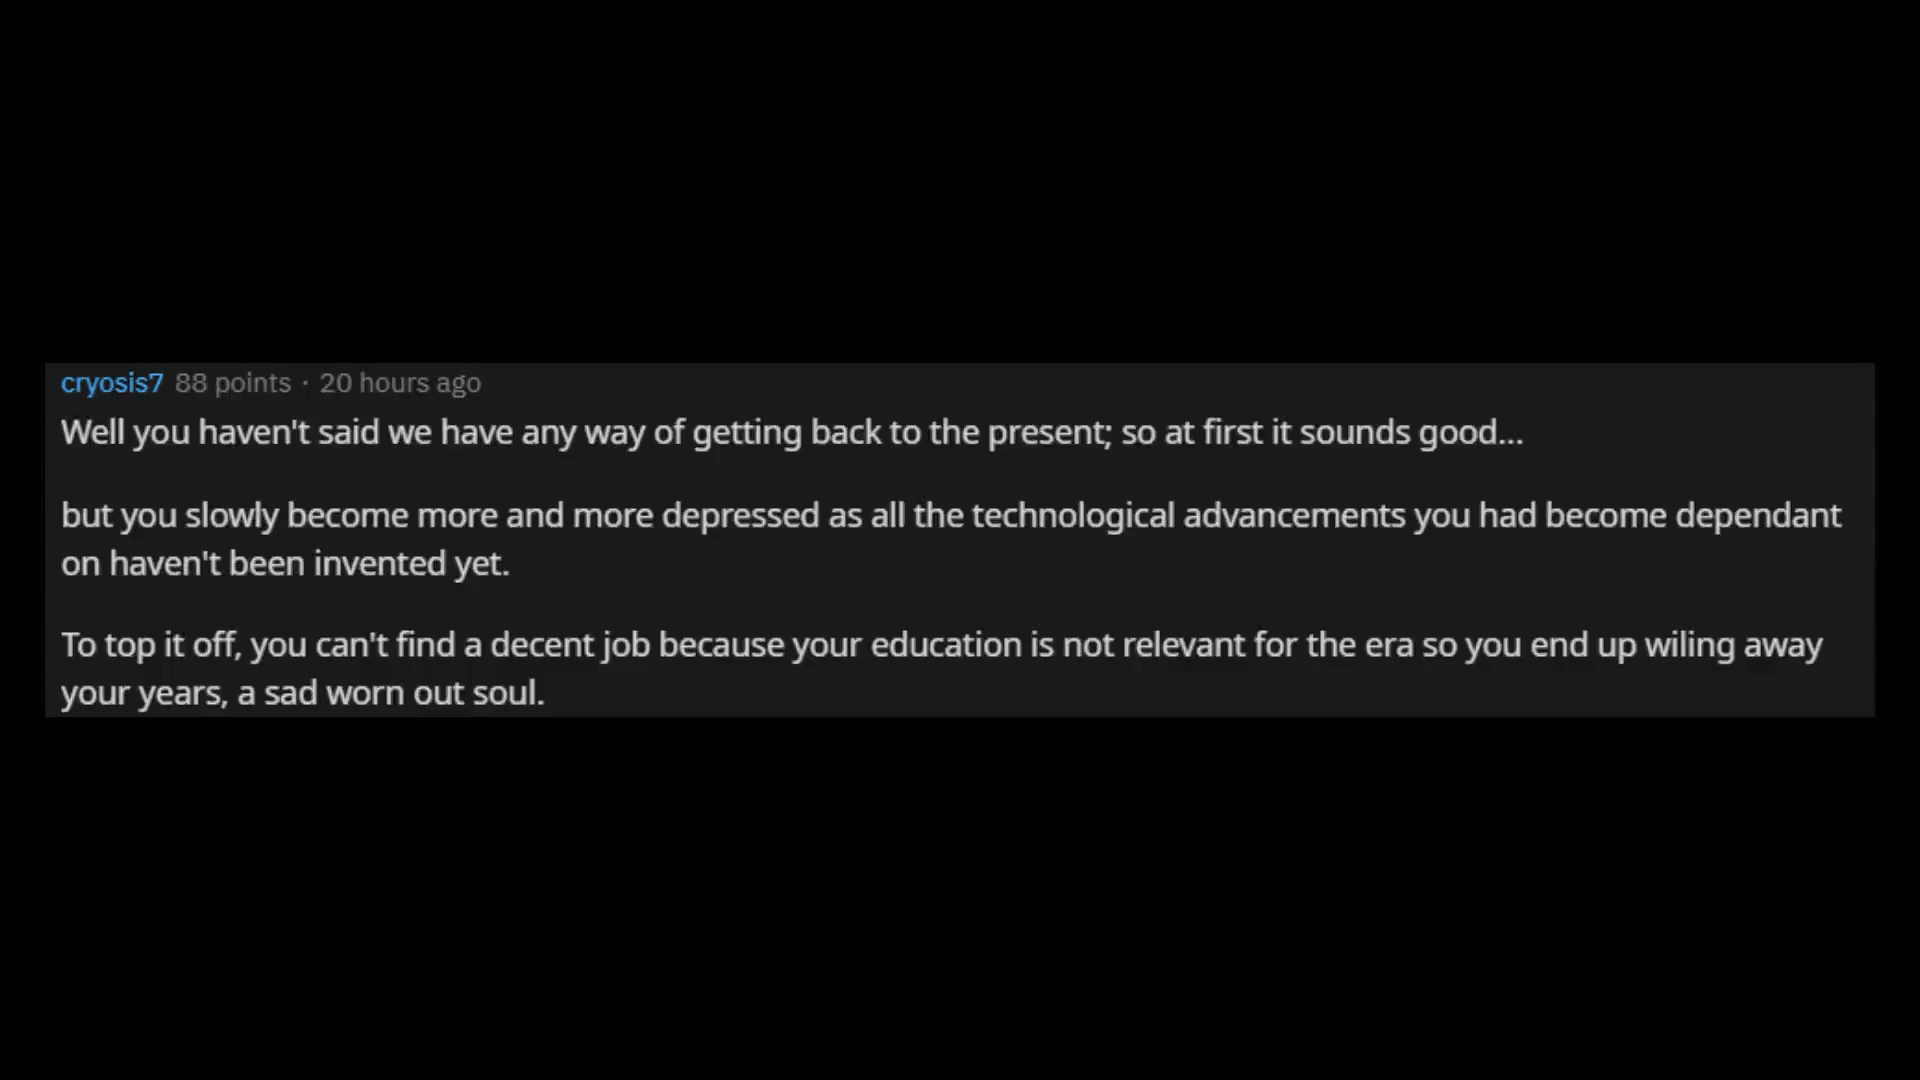 cryosis7 88 points · 20 hours ago
Well you haven't said we have any way of getting back to the present; so at first it sounds good...
but you slowly become more and more depressed as all the technological advancements you had become dependant
on haven't been invented yet.
To top it off, you can't find a decent job because your education is not relevant for the era so you end up wiling away
your years, a sad worn out soul.